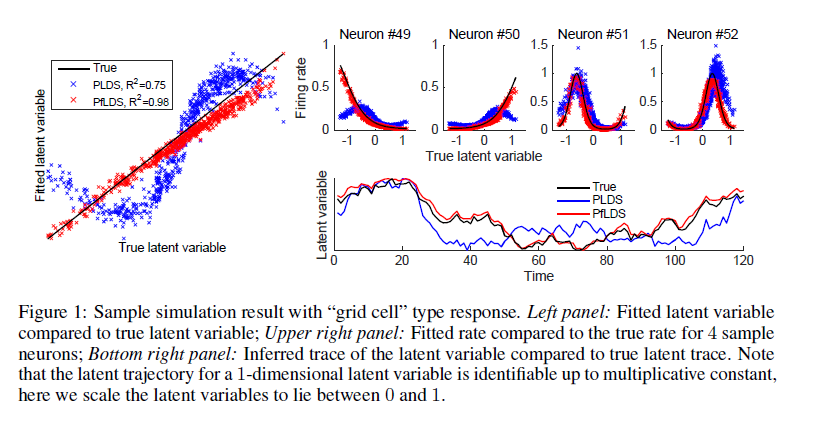 Neuron #49 Neuron #50 Neuron #51 Neuron #52
True
PLDS, R²=0.75
PfLDS, R²=0.98
Fitted latent variable
True latent variable
Firing rate
1
0.5
0
-1 0 1
1
0.5
0
-1 0 1
1.5
1
0.5
0
-1 0 1
1.5
1
0.5
0
-1 0 1
True latent variable
Latent variable
True
PLDS
PfLDS
0 20 40 60 80 100 120
Time
Figure 1: Sample simulation result with “grid cell” type response. Left panel: Fitted latent variable
compared to true latent variable; Upper right panel: Fitted rate compared to the true rate for 4 sample
neurons; Bottom right panel: Inferred trace of the latent variable compared to true latent trace. Note
that the latent trajectory for a 1-dimensional latent variable is identifiable up to multiplicative constant,
here we scale the latent variables to lie between 0 and 1.